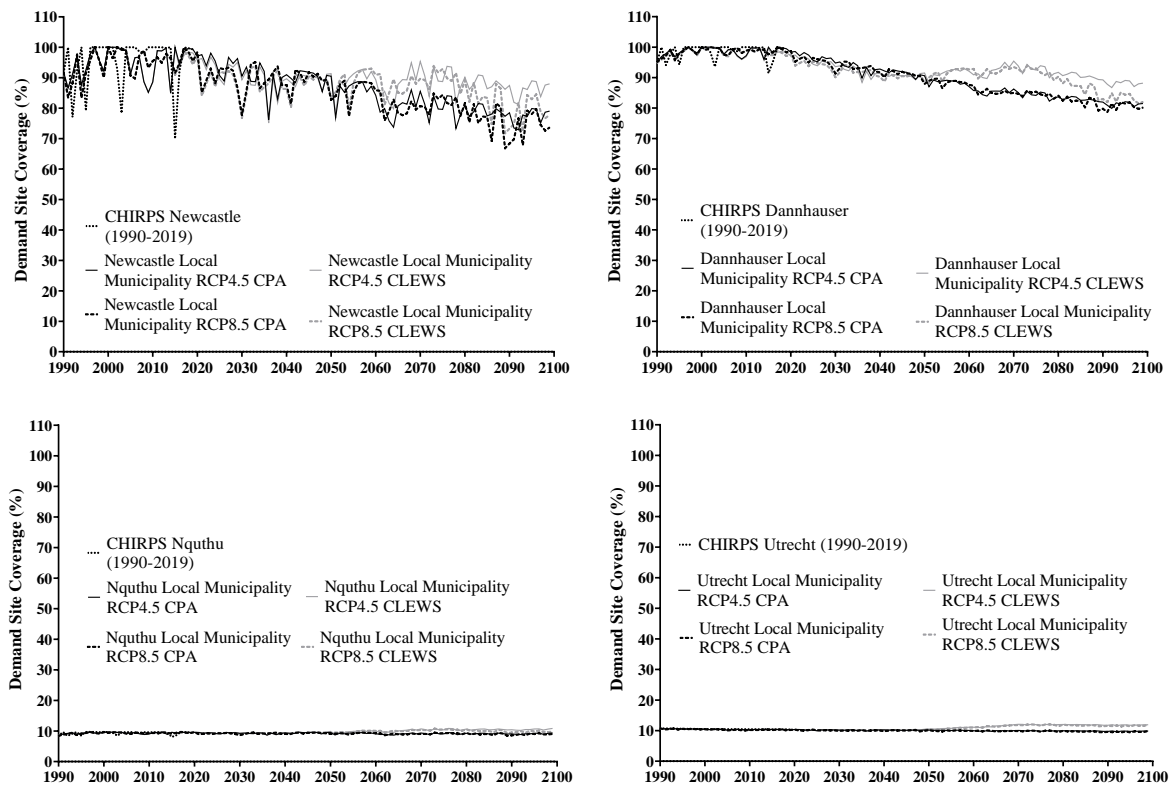 Demand Site Coverage (%)
110
100
90
80
70
60
50
40
30
20
10
0
CHIRPS Newcastle
(1990-2019)
Newcastle Local
Municipality RCP4.5 CPA
Newcastle Local Municipality
RCP4.5 CLEWS
Newcastle Local
Municipality RCP8.5 CPA
Newcastle Local Municipality
RCP8.5 CLEWS
1990 2000 2010 2020 2030 2040 2050 2060 2070 2080 2090 2100
Demand Site Coverage (%)
110
100
90
80
70
60
50
40
30
20
10
0
CHIRPS Dannhauser
(1990-2019)
Dannhauser Local
Municipality RCP4.5 CPA
Dannhauser Local
Municipality RCP4.5 CLEWS
Dannhauser Local
Municipality RCP8.5 CPA
Dannhauser Local Municipality
RCP8.5 CLEWS
1990 2000 2010 2020 2030 2040 2050 2060 2070 2080 2090 2100
Demand Site Coverage (%)
110
100
90
80
70
60
50
40
30
20
10
0
CHIRPS Nquthu
(1990-2019)
Nquthu Local Municipality
RCP4.5 CPA
Nquthu Local Municipality
RCP4.5 CLEWS
Nquthu Local Municipality
RCP8.5 CPA
Nquthu Local Municipality
RCP8.5 CLEWS
1990 2000 2010 2020 2030 2040 2050 2060 2070 2080 2090 2100
Demand Site Coverage (%)
110
100
90
80
70
60
50
40
30
20
10
0
CHIRPS Utrecht (1990-2019)
Utrecht Local Municipality
RCP4.5 CPA
Utrecht Local Municipality
RCP4.5 CLEWS
Utrecht Local Municipality
RCP8.5 CPA
Utrecht Local Municipality
RCP8.5 CLEWS
1990 2000 2010 2020 2030 2040 2050 2060 2070 2080 2090 2100